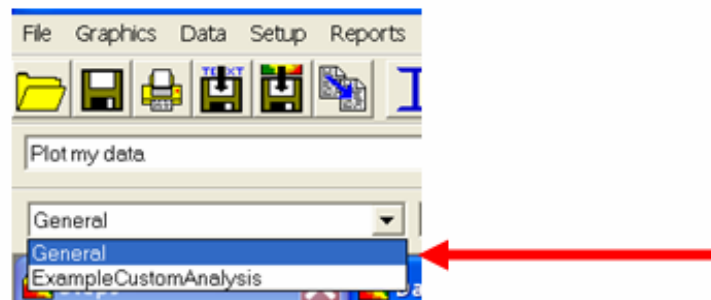 File Graphics Data Setup Reports
TEXT
Plot my data
General
General
ExampleCustomAnalysis